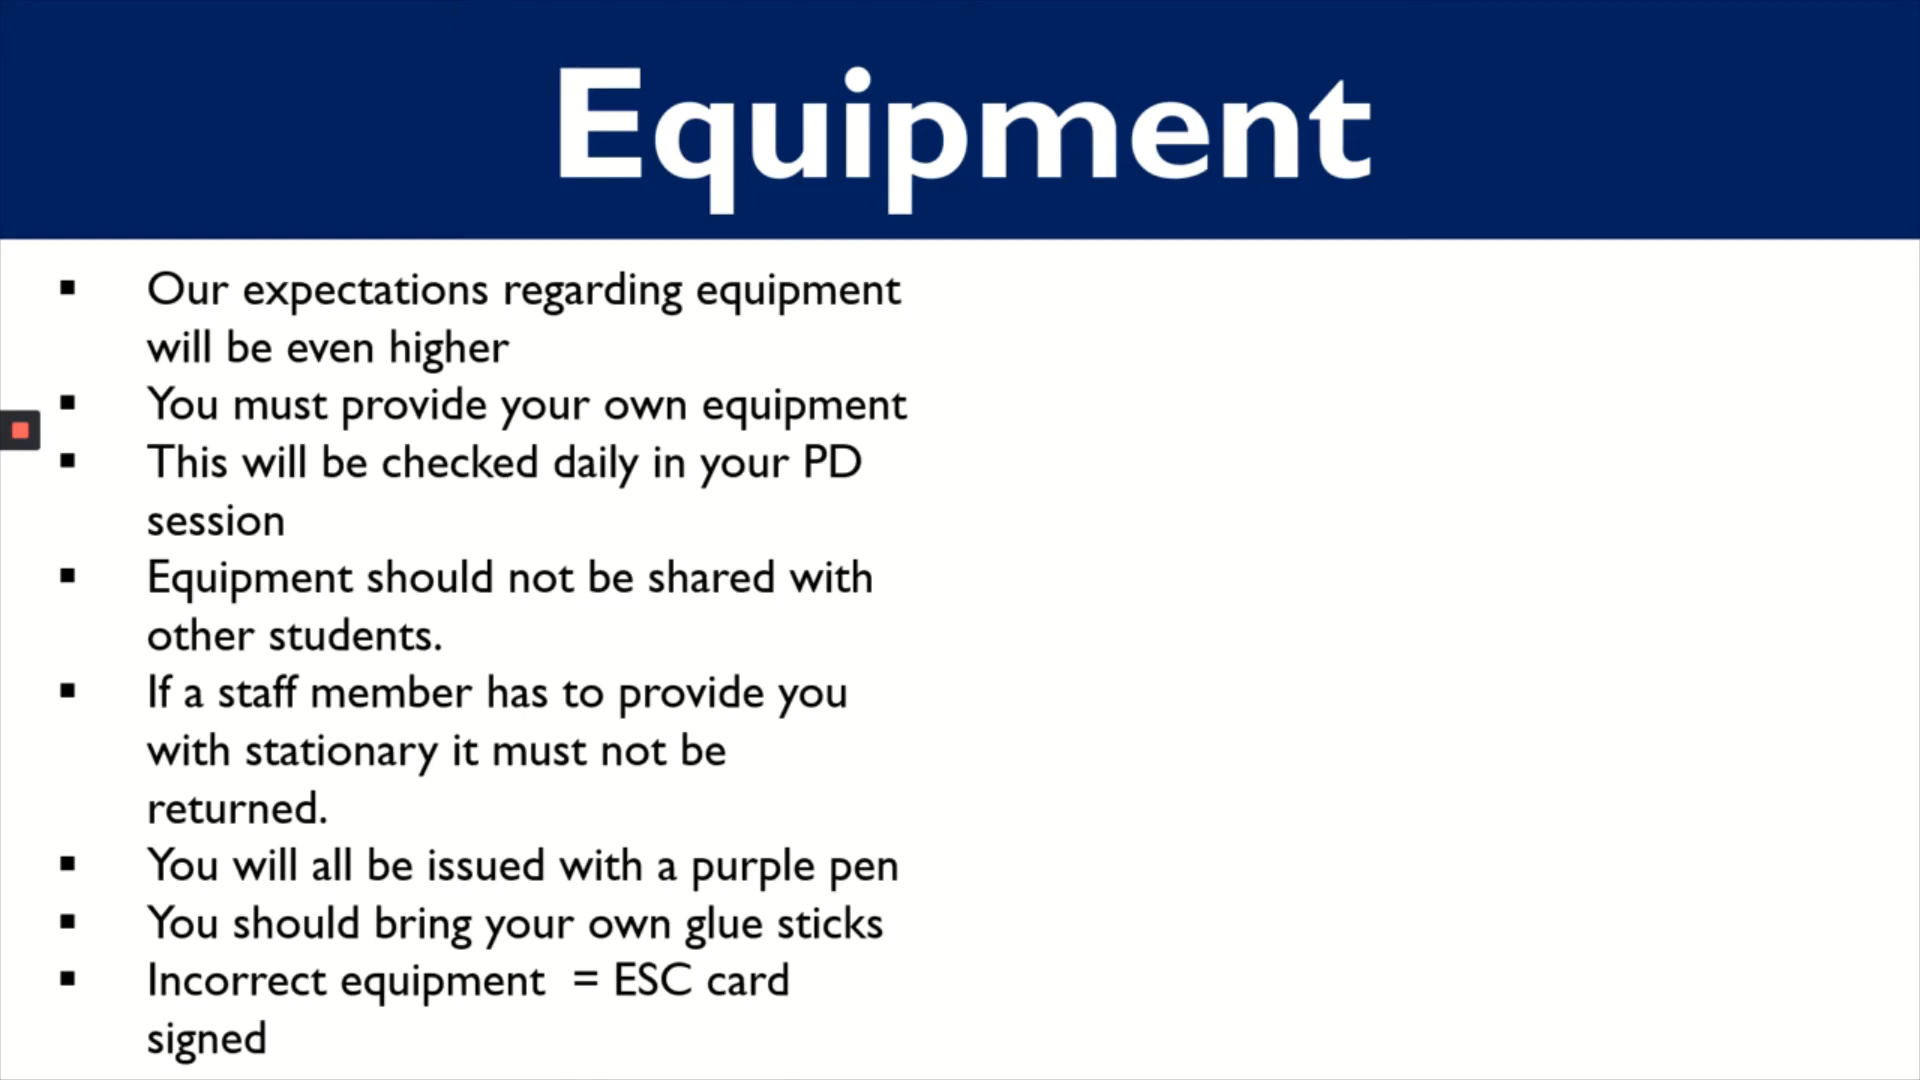 Equipment
▪ Our expectations regarding equipment
will be even higher
▪ You must provide your own equipment
▪ This will be checked daily in your PD
session
▪ Equipment should not be shared with
other students.
▪ If a staff member has to provide you
with stationary it must not be
returned.
▪ You will all be issued with a purple pen
▪ You should bring your own glue sticks
▪ Incorrect equipment  = ESC card
signed